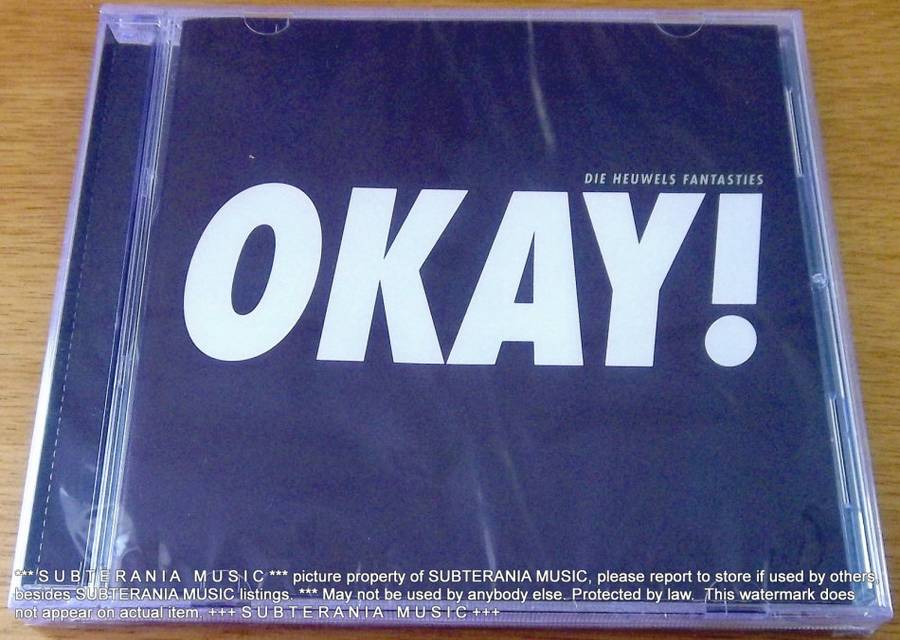 DIE HEUWELS FANTASTIES
OKAY!
*** S U B T E R A N I A   M U S I C *** picture property of SUBTERANIA MUSIC, please report to store if used by others
besides SUBTERANIA MUSIC listings. *** May not be used by anybody else. Protected by law.  This watermark does
not appear on actual item. +++ S U B T E R A N I A   M U S I C +++